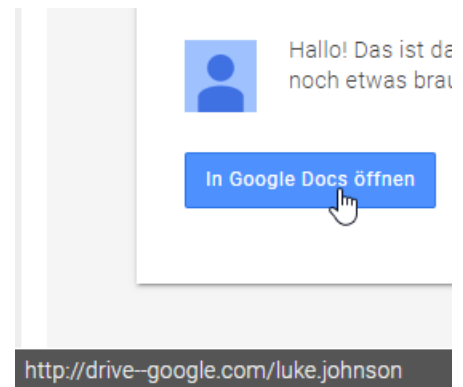 Hallo! Das ist da
noch etwas brau
In Google Docs öffnen
http://drive--google.com/luke.johnson